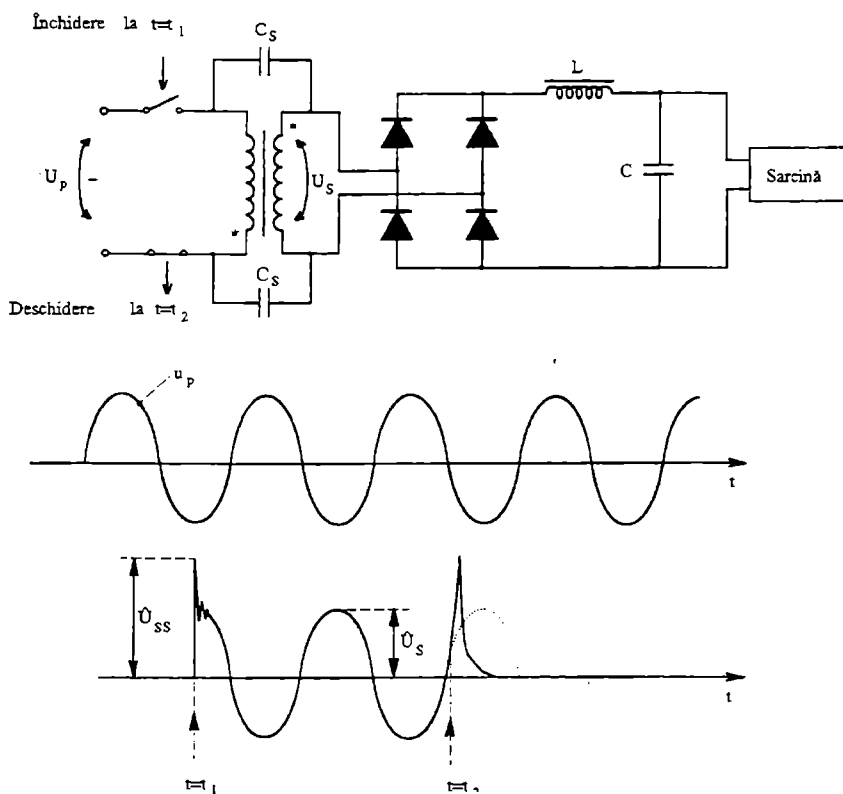 Închidere la t=t1
CS
L
Up
US
C
Sarcină
CS
Deschidere la t=t2
up
t
ÛSS
ÛS
t
t=t1
t=t2